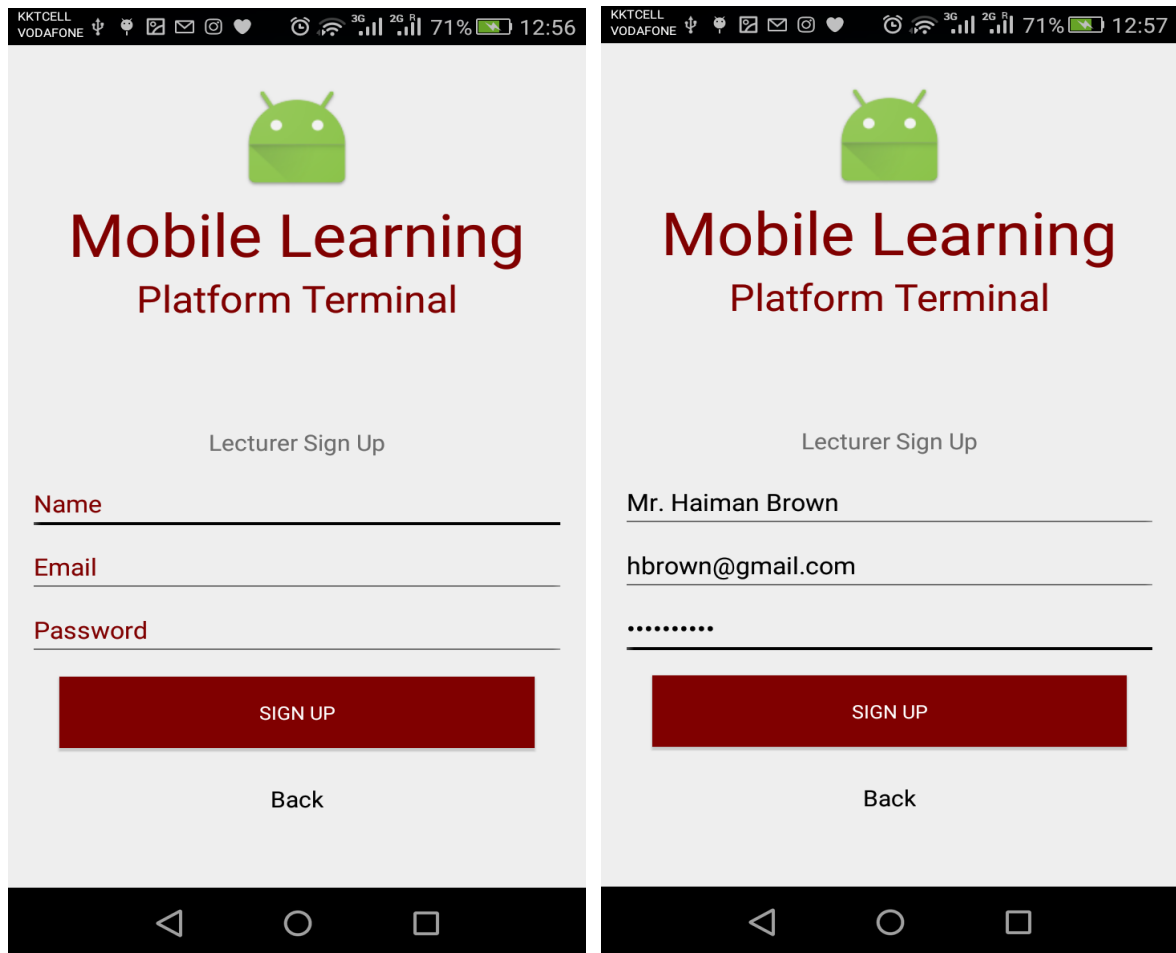 KKTCELL
VODAFONE 3G 2G R 71% 12:56
Mobile Learning
Platform Terminal
Lecturer Sign Up
Name
Email
Password
SIGN UP
Back
KKTCELL
VODAFONE 3G 2G R 71% 12:57
Mobile Learning
Platform Terminal
Lecturer Sign Up
Mr. Haiman Brown
hbrown@gmail.com
••••••••••
SIGN UP
Back